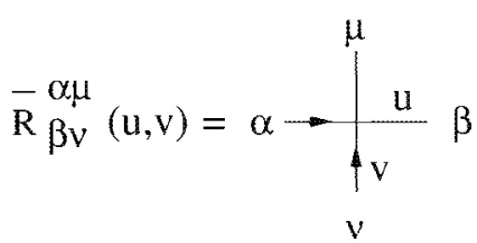 μ
R̅ αμ βν (u,v) = α u β
v
ν